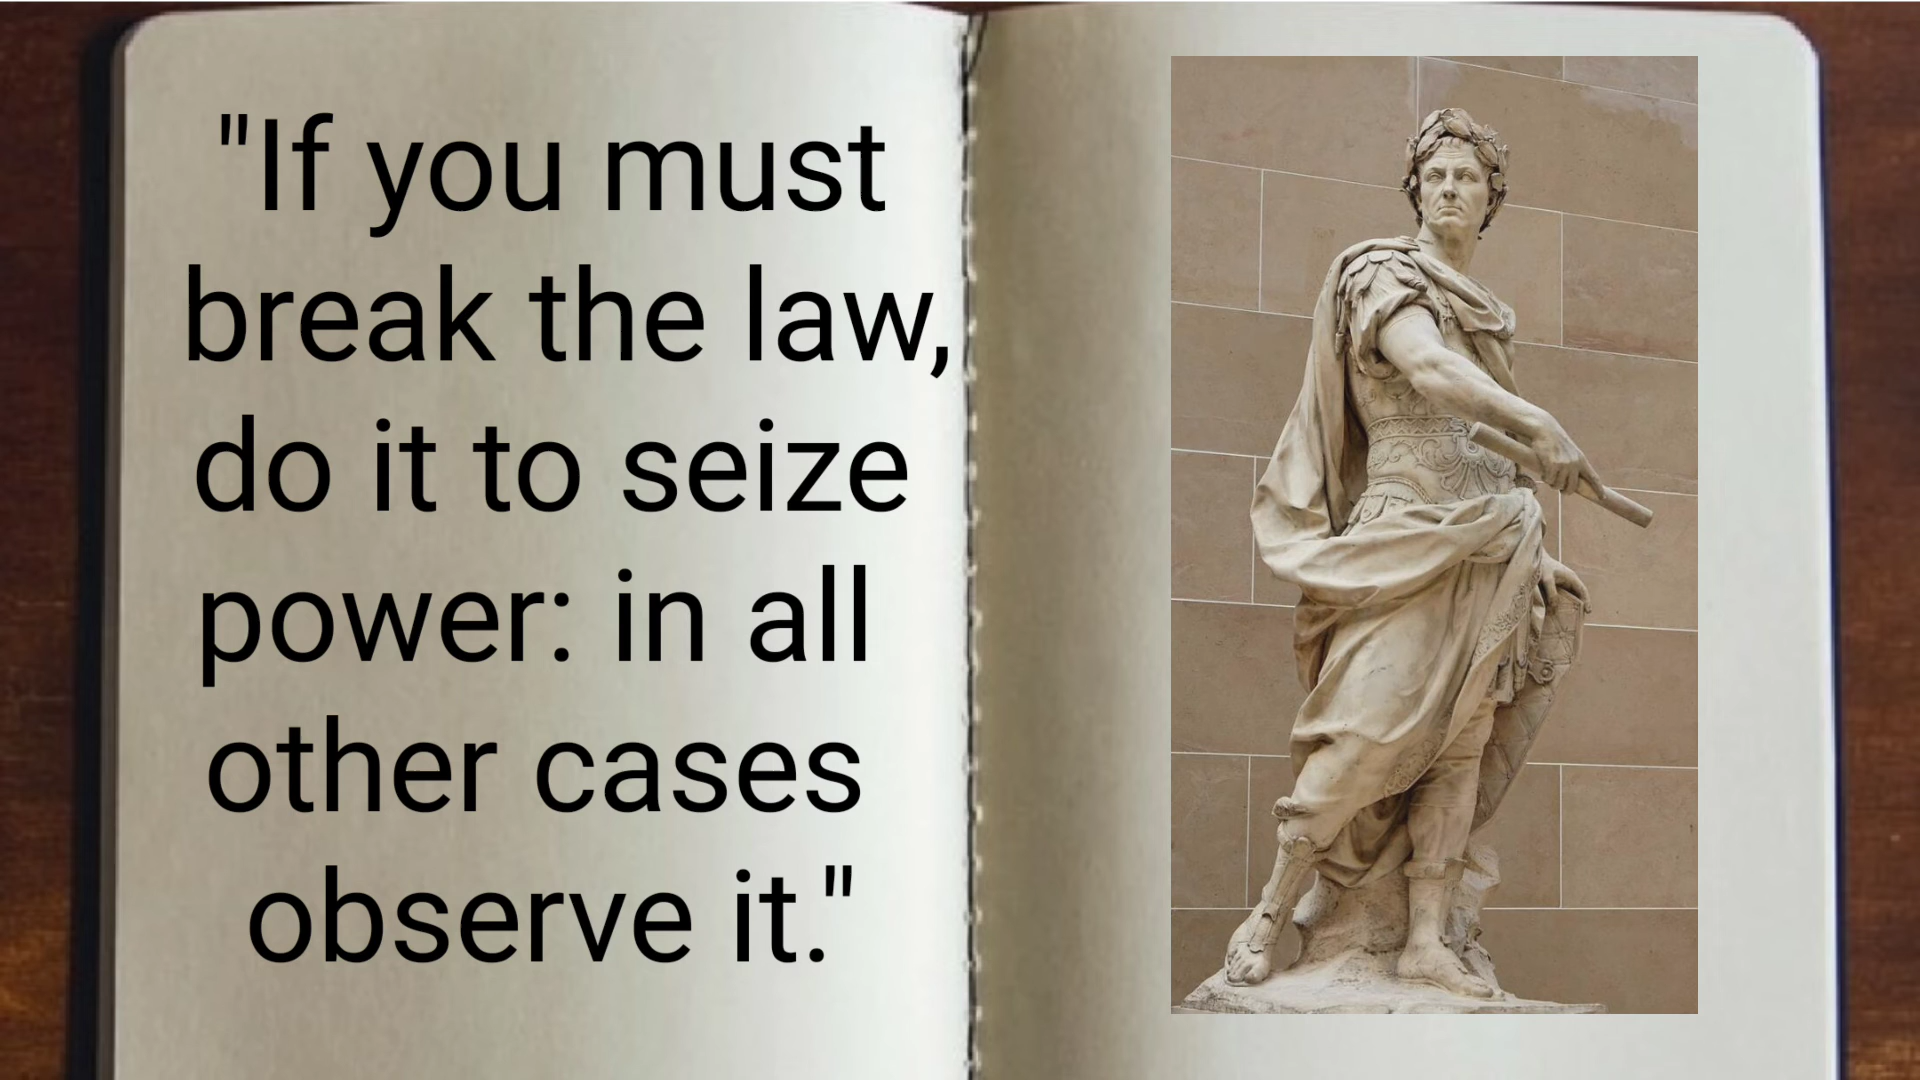 "If you must
break the law,
do it to seize
power: in all
other cases
observe it."